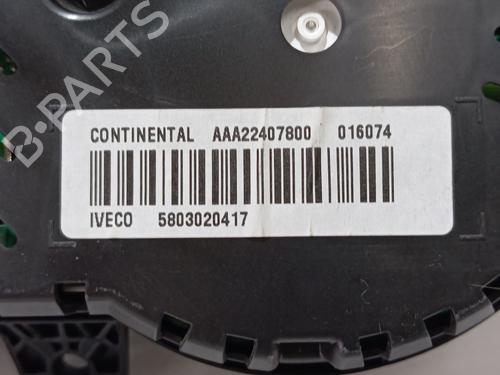 B-PARTS
CONTINENTAL AAA22407800 016074
IVECO 5803020417